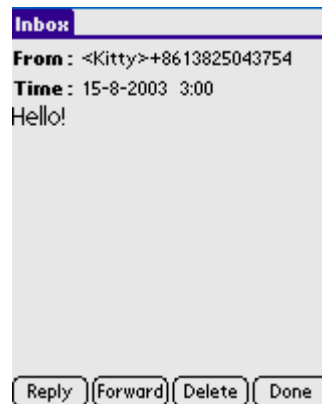 Inbox
From : <Kitty>+8613825043754
Time : 15-8-2003 3:00
Hello!
Reply Forward Delete Done